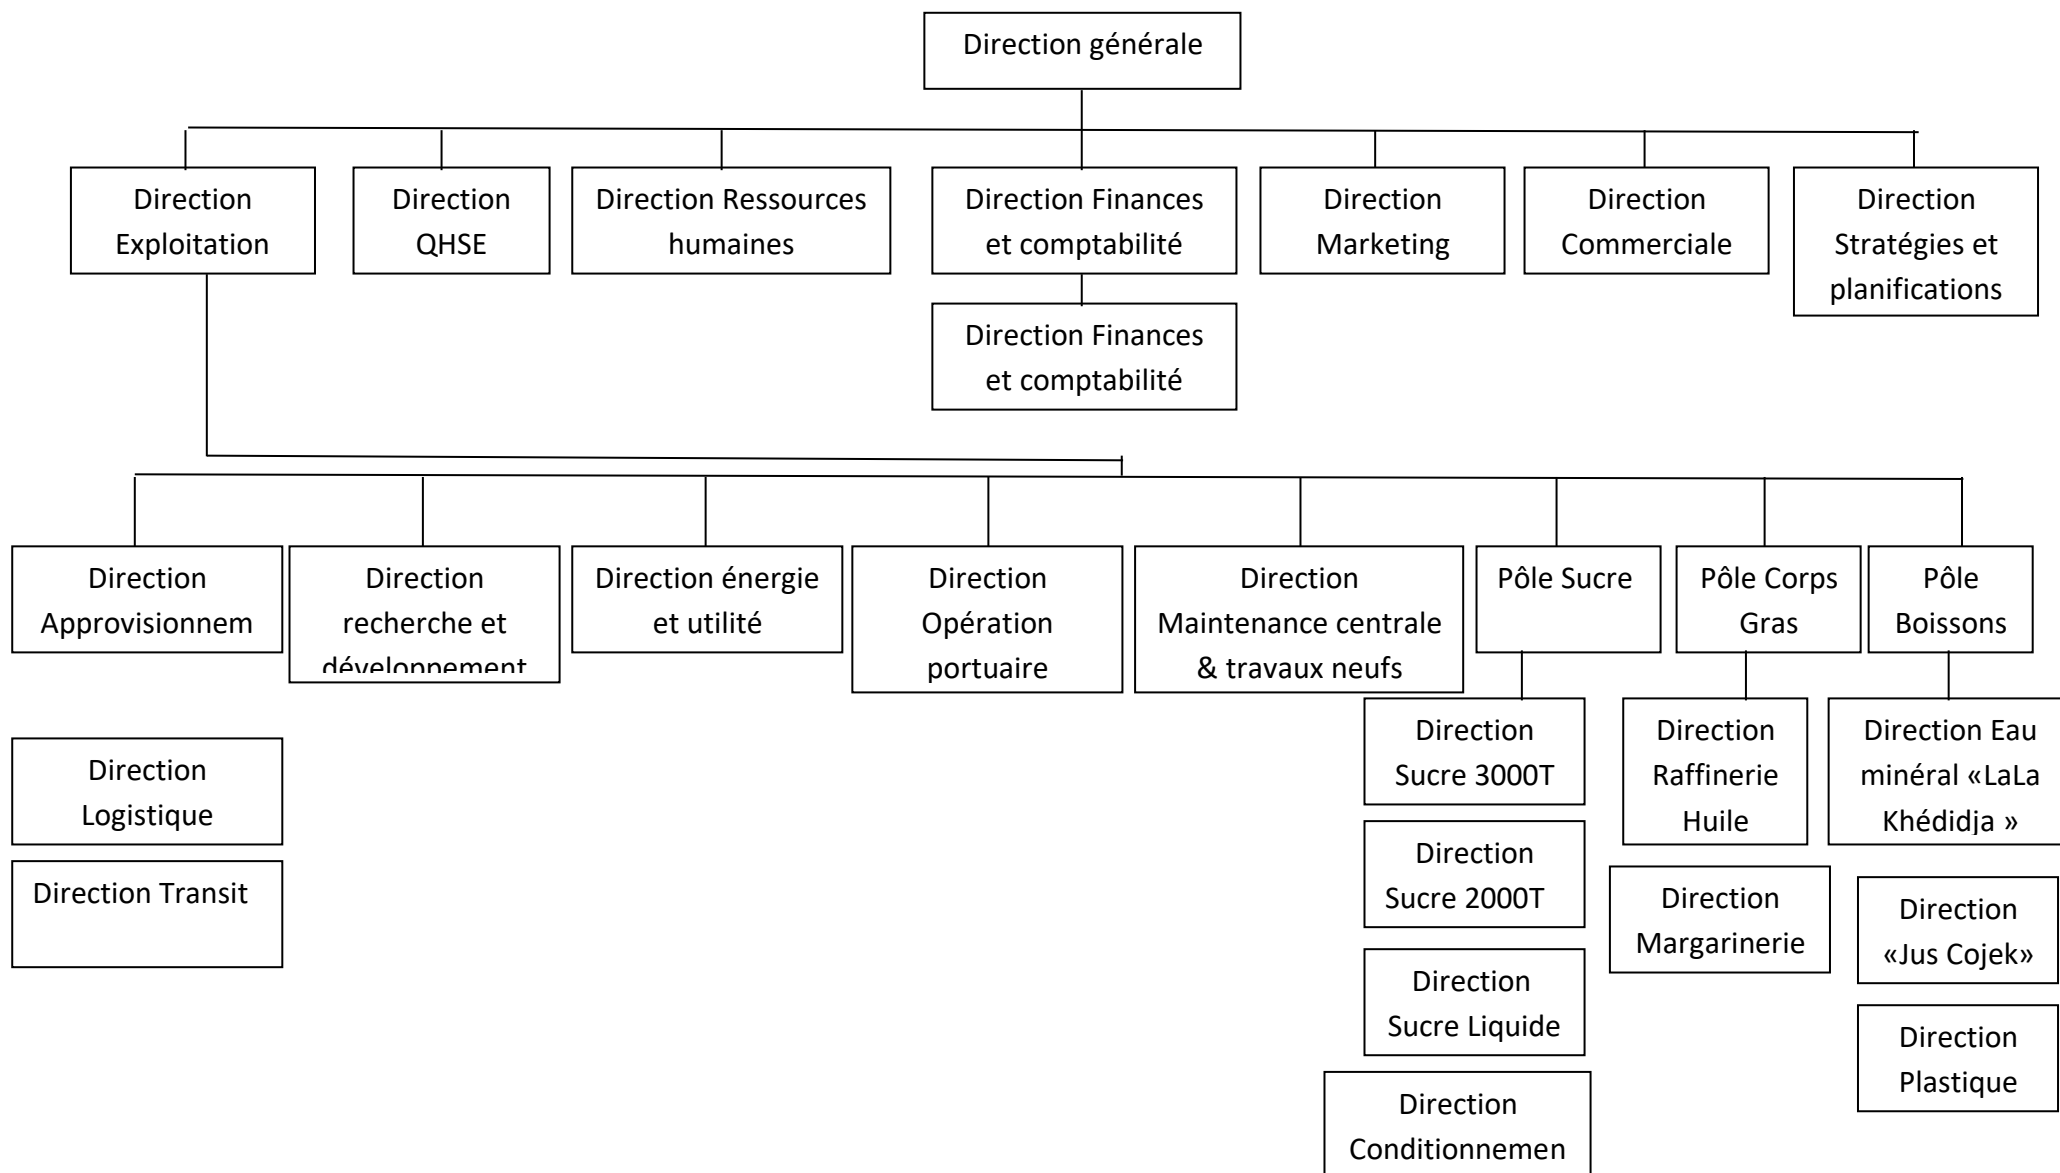 Direction générale
Direction
Exploitation
Direction
QHSE
Direction Ressources
humaines
Direction Finances
et comptabilité
Direction
Marketing
Direction
Commerciale
Direction
Stratégies et
planifications
Direction Finances
et comptabilité
Direction
Approvisionnem
Direction
recherche et
développement
Direction énergie
et utilité
Direction
Opération
portuaire
Direction
Maintenance centrale
& travaux neufs
Pôle Sucre
Pôle Corps
Gras
Pôle
Boissons
Direction
Logistique
Direction Transit
Direction
Sucre 3000T
Direction
Sucre 2000T
Direction
Sucre Liquide
Direction
Conditionnemen
Direction
Raffinerie
Huile
Direction
Margarinerie
Direction Eau
minéral «LaLa
Khédidja »
Direction
«Jus Cojek»
Direction
Plastique